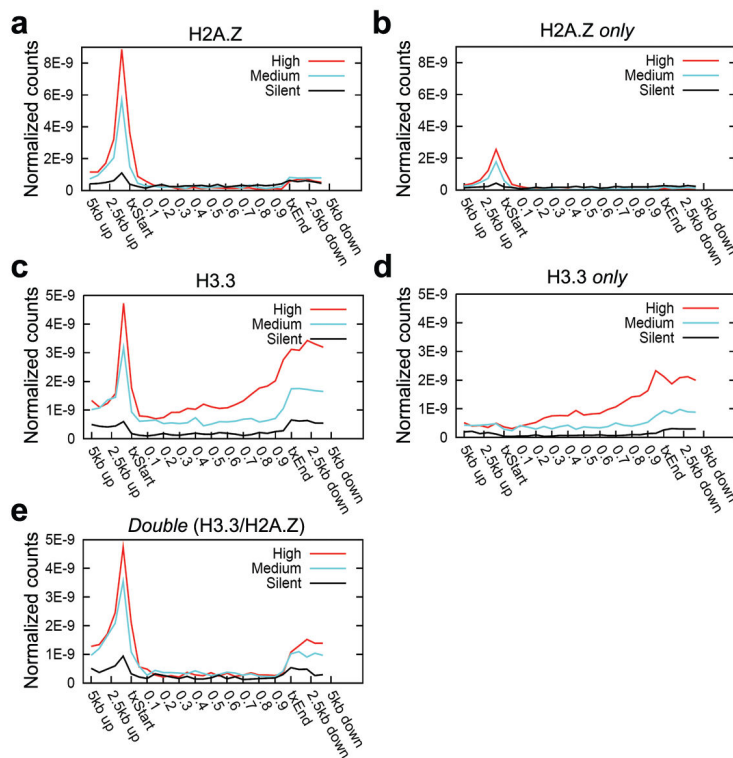 a
H2A.Z
Normalized counts
8E-9
6E-9
4E-9
2E-9
0
High
Medium
Silent
5kb up
2.5kb up
txStart
0.1
0.2
0.3
0.4
0.5
0.6
0.7
0.8
0.9
txEnd
2.5kb down
5kb down
b
H2A.Z only
Normalized counts
8E-9
6E-9
4E-9
2E-9
0
High
Medium
Silent
5kb up
2.5kb up
txStart
0.1
0.2
0.3
0.4
0.5
0.6
0.7
0.8
0.9
txEnd
2.5kb down
5kb down
c
H3.3
Normalized counts
5E-9
4E-9
3E-9
2E-9
1E-9
0
High
Medium
Silent
5kb up
2.5kb up
txStart
0.1
0.2
0.3
0.4
0.5
0.6
0.7
0.8
0.9
txEnd
2.5kb down
5kb down
d
H3.3 only
Normalized counts
5E-9
4E-9
3E-9
2E-9
1E-9
0
High
Medium
Silent
5kb up
2.5kb up
txStart
0.1
0.2
0.3
0.4
0.5
0.6
0.7
0.8
0.9
txEnd
2.5kb down
5kb down
e
Double (H3.3/H2A.Z)
Normalized counts
5E-9
4E-9
3E-9
2E-9
1E-9
0
High
Medium
Silent
5kb up
2.5kb up
txStart
0.1
0.2
0.3
0.4
0.5
0.6
0.7
0.8
0.9
txEnd
2.5kb down
5kb down